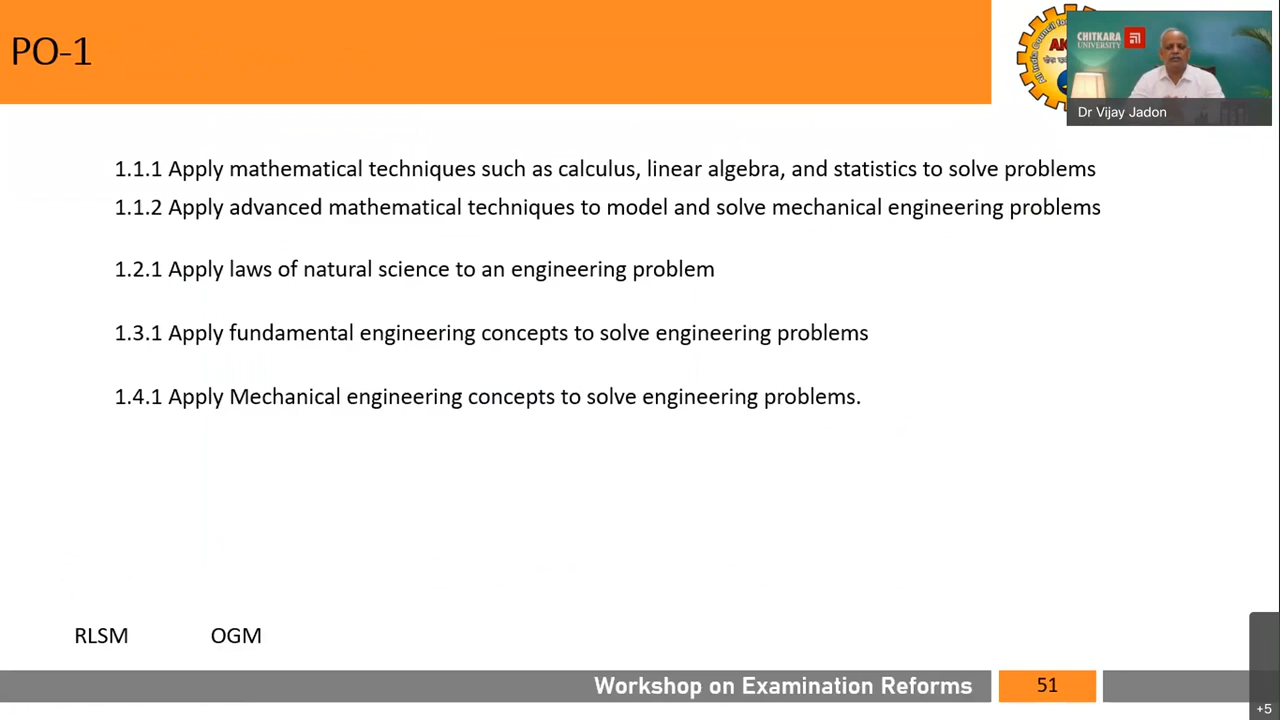 PO-1
CHITKARA
UNIVERSITY
Dr Vijay Jadon
1.1.1 Apply mathematical techniques such as calculus, linear algebra, and statistics to solve problems
1.1.2 Apply advanced mathematical techniques to model and solve mechanical engineering problems
1.2.1 Apply laws of natural science to an engineering problem
1.3.1 Apply fundamental engineering concepts to solve engineering problems
1.4.1 Apply Mechanical engineering concepts to solve engineering problems.
RLSM OGM
Workshop on Examination Reforms 51
+5